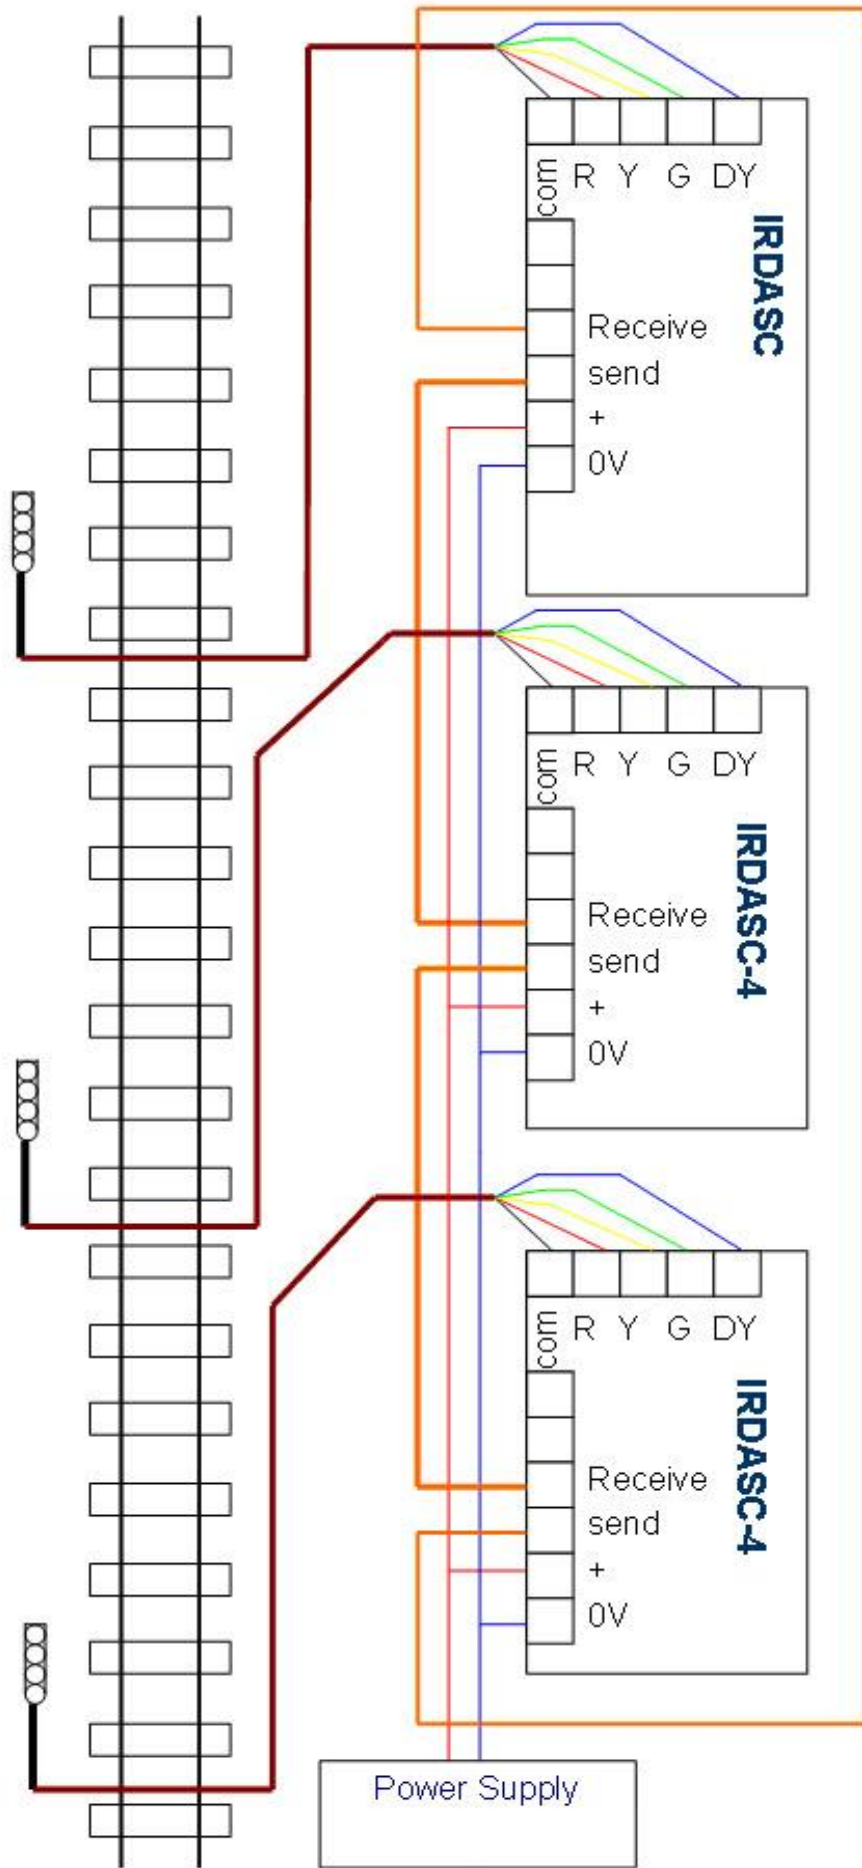 com R Y G DY
IRDASC
Receive
send
+
0V
com R Y G DY
IRDASC-4
Receive
send
+
0V
com R Y G DY
IRDASC-4
Receive
send
+
0V
Power Supply